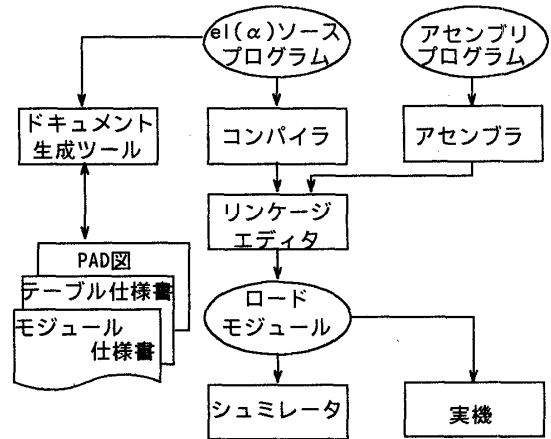 el(α)ソース
プログラム
アセンブリ
プログラム
ドキュメント
生成ツール
コンパイラ
アセンブラ
リンケージ
エディタ
PAD図
テーブル仕様書
モジュール
仕様書
ロード
モジュール
シュミレータ
実機